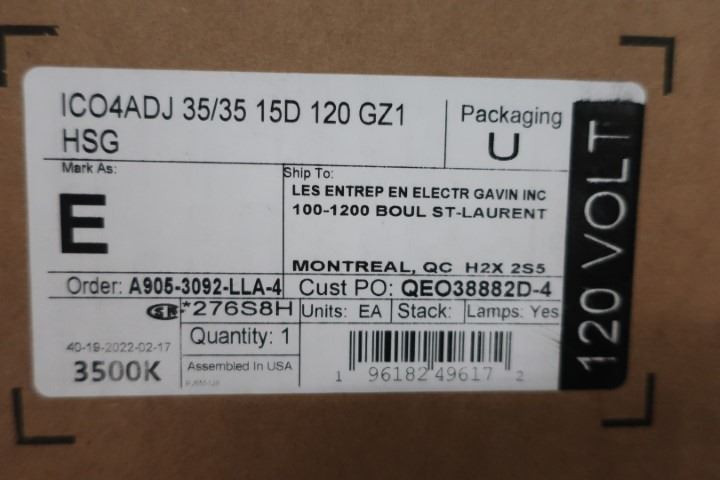 ICO4ADJ 35/35 15D 120 GZ1
HSG
Packaging
U
Mark As:
E
Ship To:
LES ENTREP EN ELECTR GAVIN INC
100-1200 BOUL ST-LAURENT
MONTREAL, QC H2X 2S5
Order: A905-3092-LLA-4
Cust PO: QEO38882D-4
*276S8H
Units: EA
Stack:
Lamps: Yes
40-19-2022-02-17
3500K
Quantity: 1
Assembled In USA
1 96182 49617 2
120 VOLT